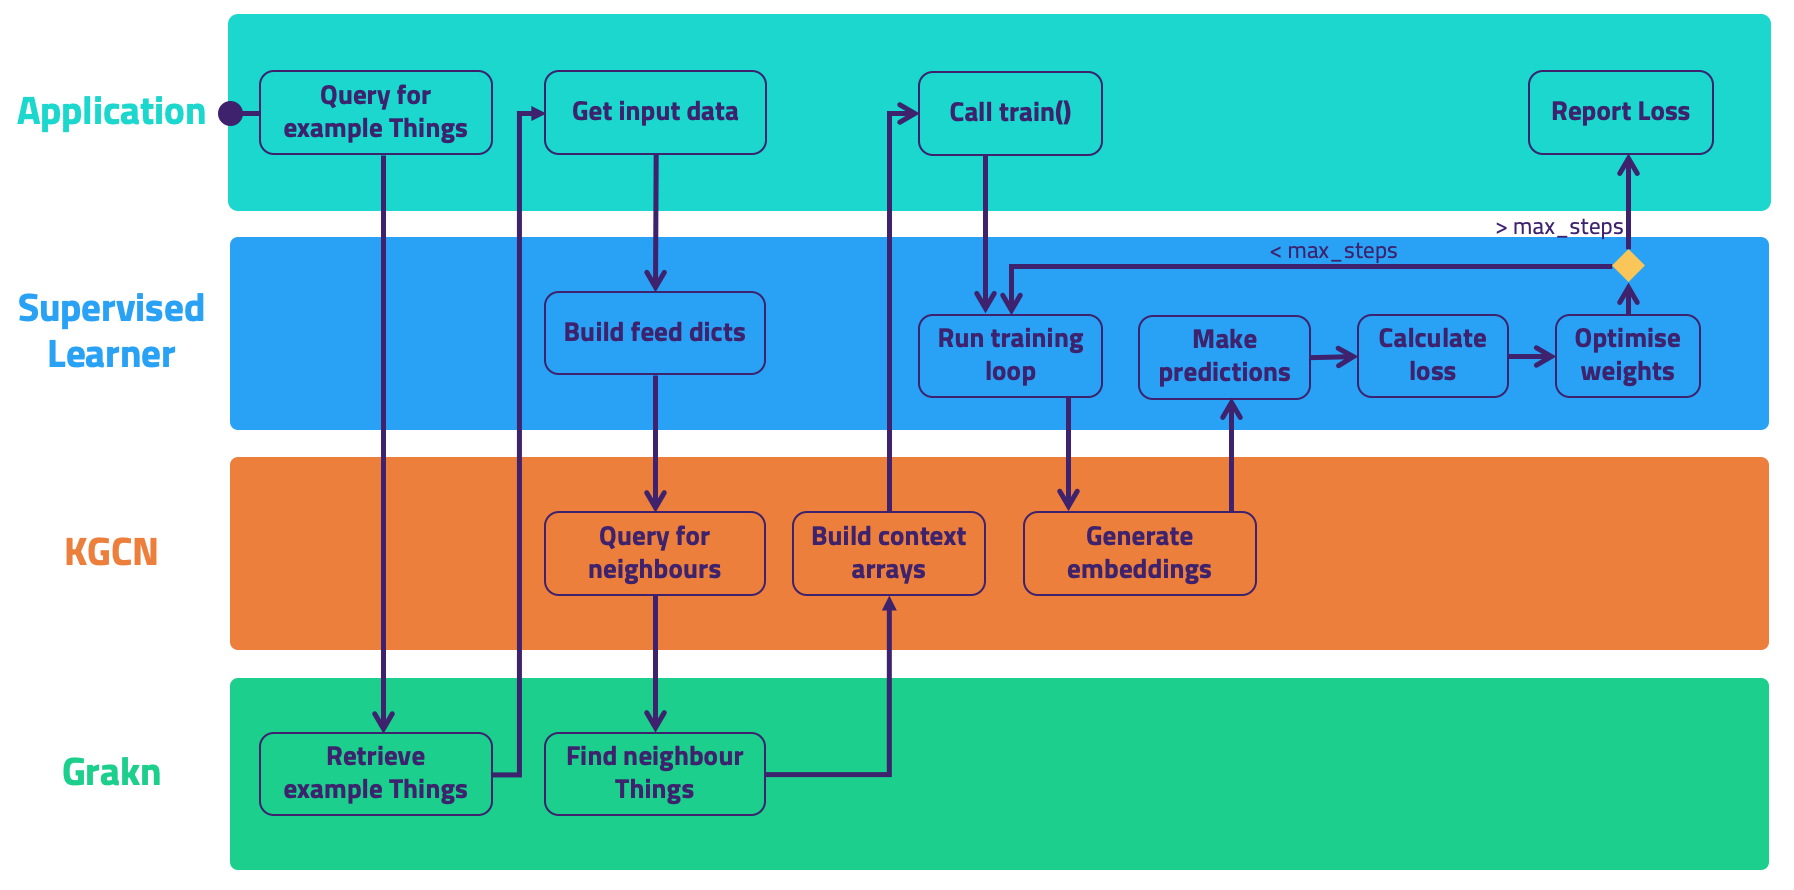 Application
Query for
example Things
Get input data
Call train()
Report Loss
> max_steps
< max_steps
Supervised
Learner
Build feed dicts
Run training
loop
Make
predictions
Calculate
loss
Optimise
weights
KGCN
Query for
neighbours
Build context
arrays
Generate
embeddings
Grakn
Retrieve
example Things
Find neighbour
Things